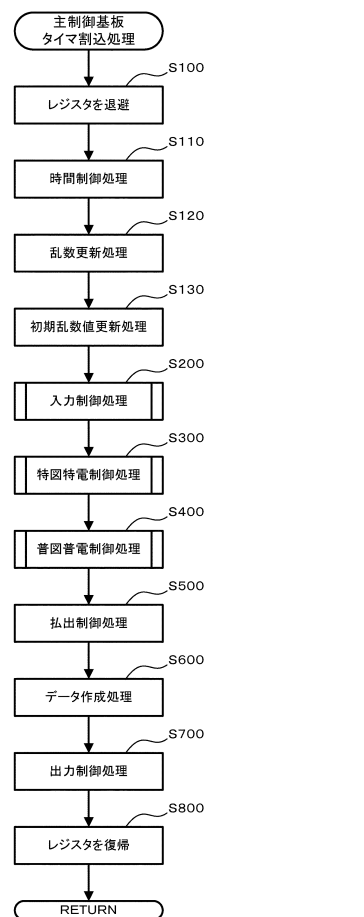 主制御基板
タイマ割込処理
S100
レジスタを退避
S110
時間制御処理
S120
乱数更新処理
S130
初期乱数値更新処理
S200
入力制御処理
S300
特図特電制御処理
S400
普図普電制御処理
S500
払出制御処理
S600
データ作成処理
S700
出力制御処理
S800
レジスタを復帰
RETURN